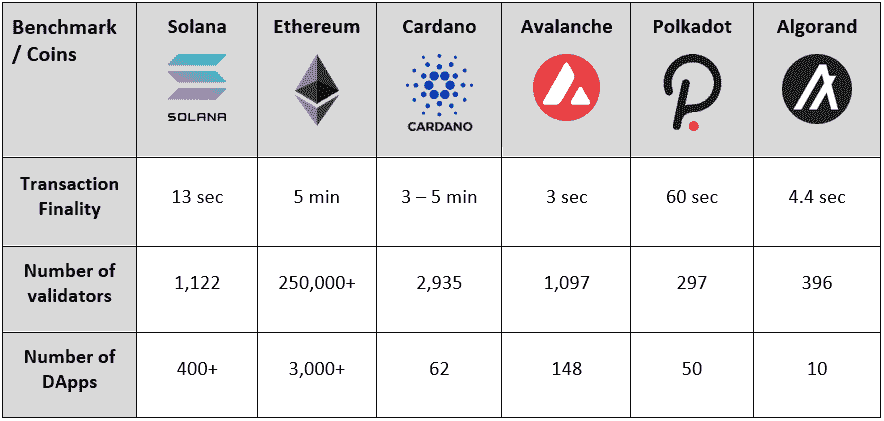 Benchmark / Coins Solana Ethereum Cardano Avalanche Polkadot Algorand
SOLANA CARDANO
Transaction Finality 13 sec 5 min 3 – 5 min 3 sec 60 sec 4.4 sec
Number of validators 1,122 250,000+ 2,935 1,097 297 396
Number of DApps 400+ 3,000+ 62 148 50 10